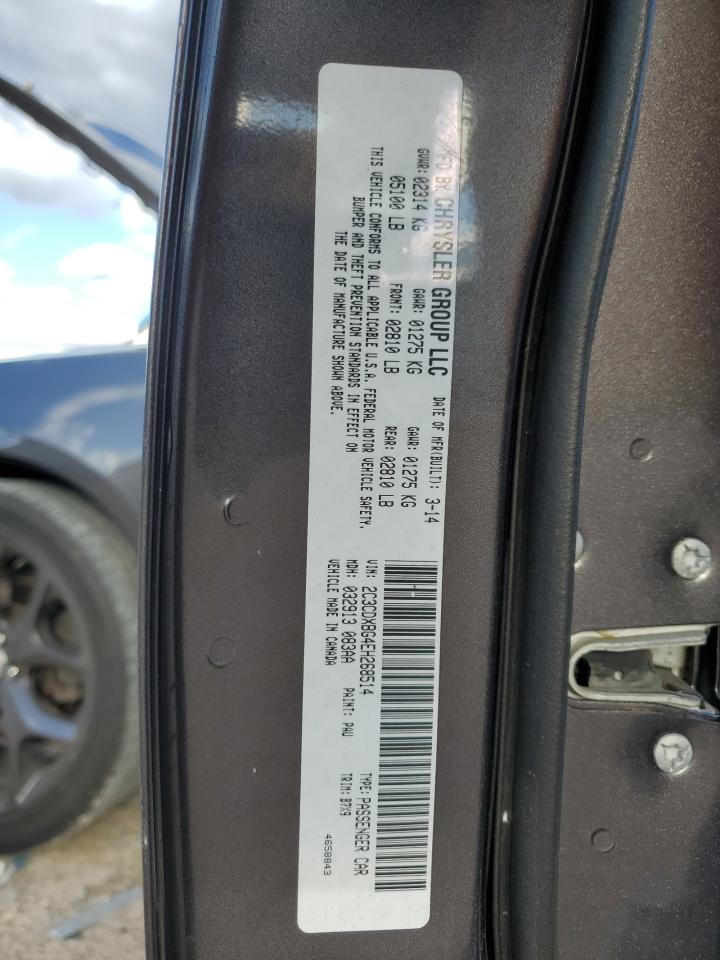 MFD BY CHRYSLER GROUP LLC DATE OF MFR(BUILT): 3-14
GVWR: 02314 KG GAWR: 01275 KG GAWR: 01275 KG
05100 LB FRONT: 02810 LB REAR: 02810 LB
THIS VEHICLE CONFORMS TO ALL APPLICABLE U.S.A. FEDERAL MOTOR VEHICLE SAFETY,
BUMPER AND THEFT PREVENTION STANDARDS IN EFFECT ON
THE DATE OF MANUFACTURE SHOWN ABOVE.
VIN: 2C3CDXBG4EH268514 TYPE: PASSENGER CAR
MDH: 032913 083AA PAINT: PAU TRIM: B7X9
VEHICLE MADE IN CANADA
4658843